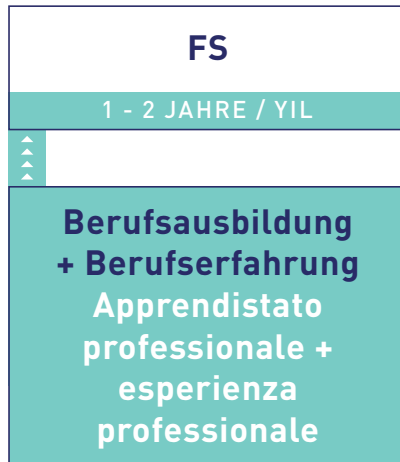 FS
1 - 2 JAHRE / YIL
Berufsausbildung
+ Berufserfahrung
Apprendistato
professionale +
esperienza
professionale